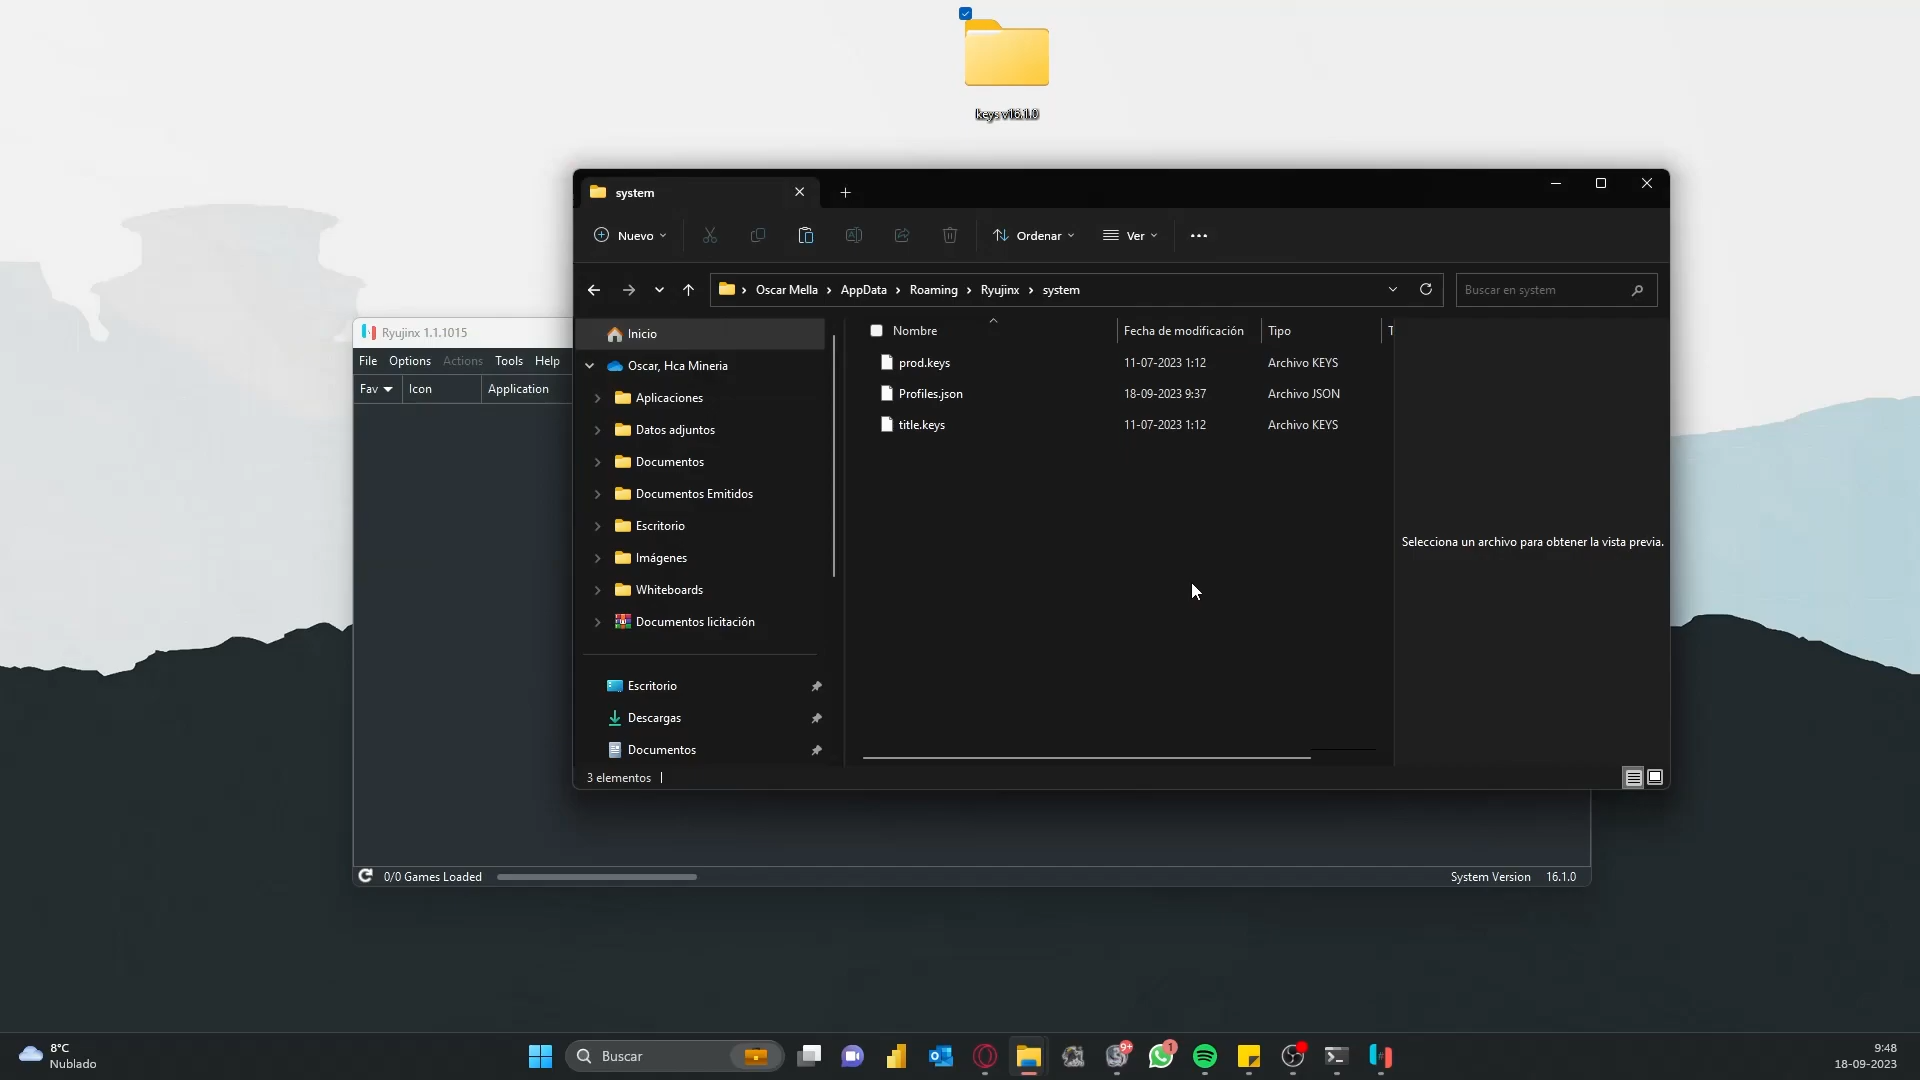 keys v16.1.0
system
Nuevo
Ordenar
Ver
Oscar Mella
AppData
Roaming
Ryujinx
system
Buscar en system
Inicio
Oscar, Hca Mineria
Aplicaciones
Datos adjuntos
Documentos
Documentos Emitidos
Escritorio
Imágenes
Whiteboards
Documentos licitación
Escritorio
Descargas
Documentos
Nombre
Fecha de modificación
Tipo
T
prod.keys
11-07-2023 1:12
Archivo KEYS
Profiles.json
18-09-2023 9:37
Archivo JSON
title.keys
11-07-2023 1:12
Archivo KEYS
Selecciona un archivo para obtener la vista previa.
3 elementos
Ryujinx 1.1.1015
File
Options
Actions
Tools
Help
Fav
Icon
Application
0/0 Games Loaded
System Version
16.1.0
8°C
Nublado
Buscar
9+
1
9:48
18-09-2023